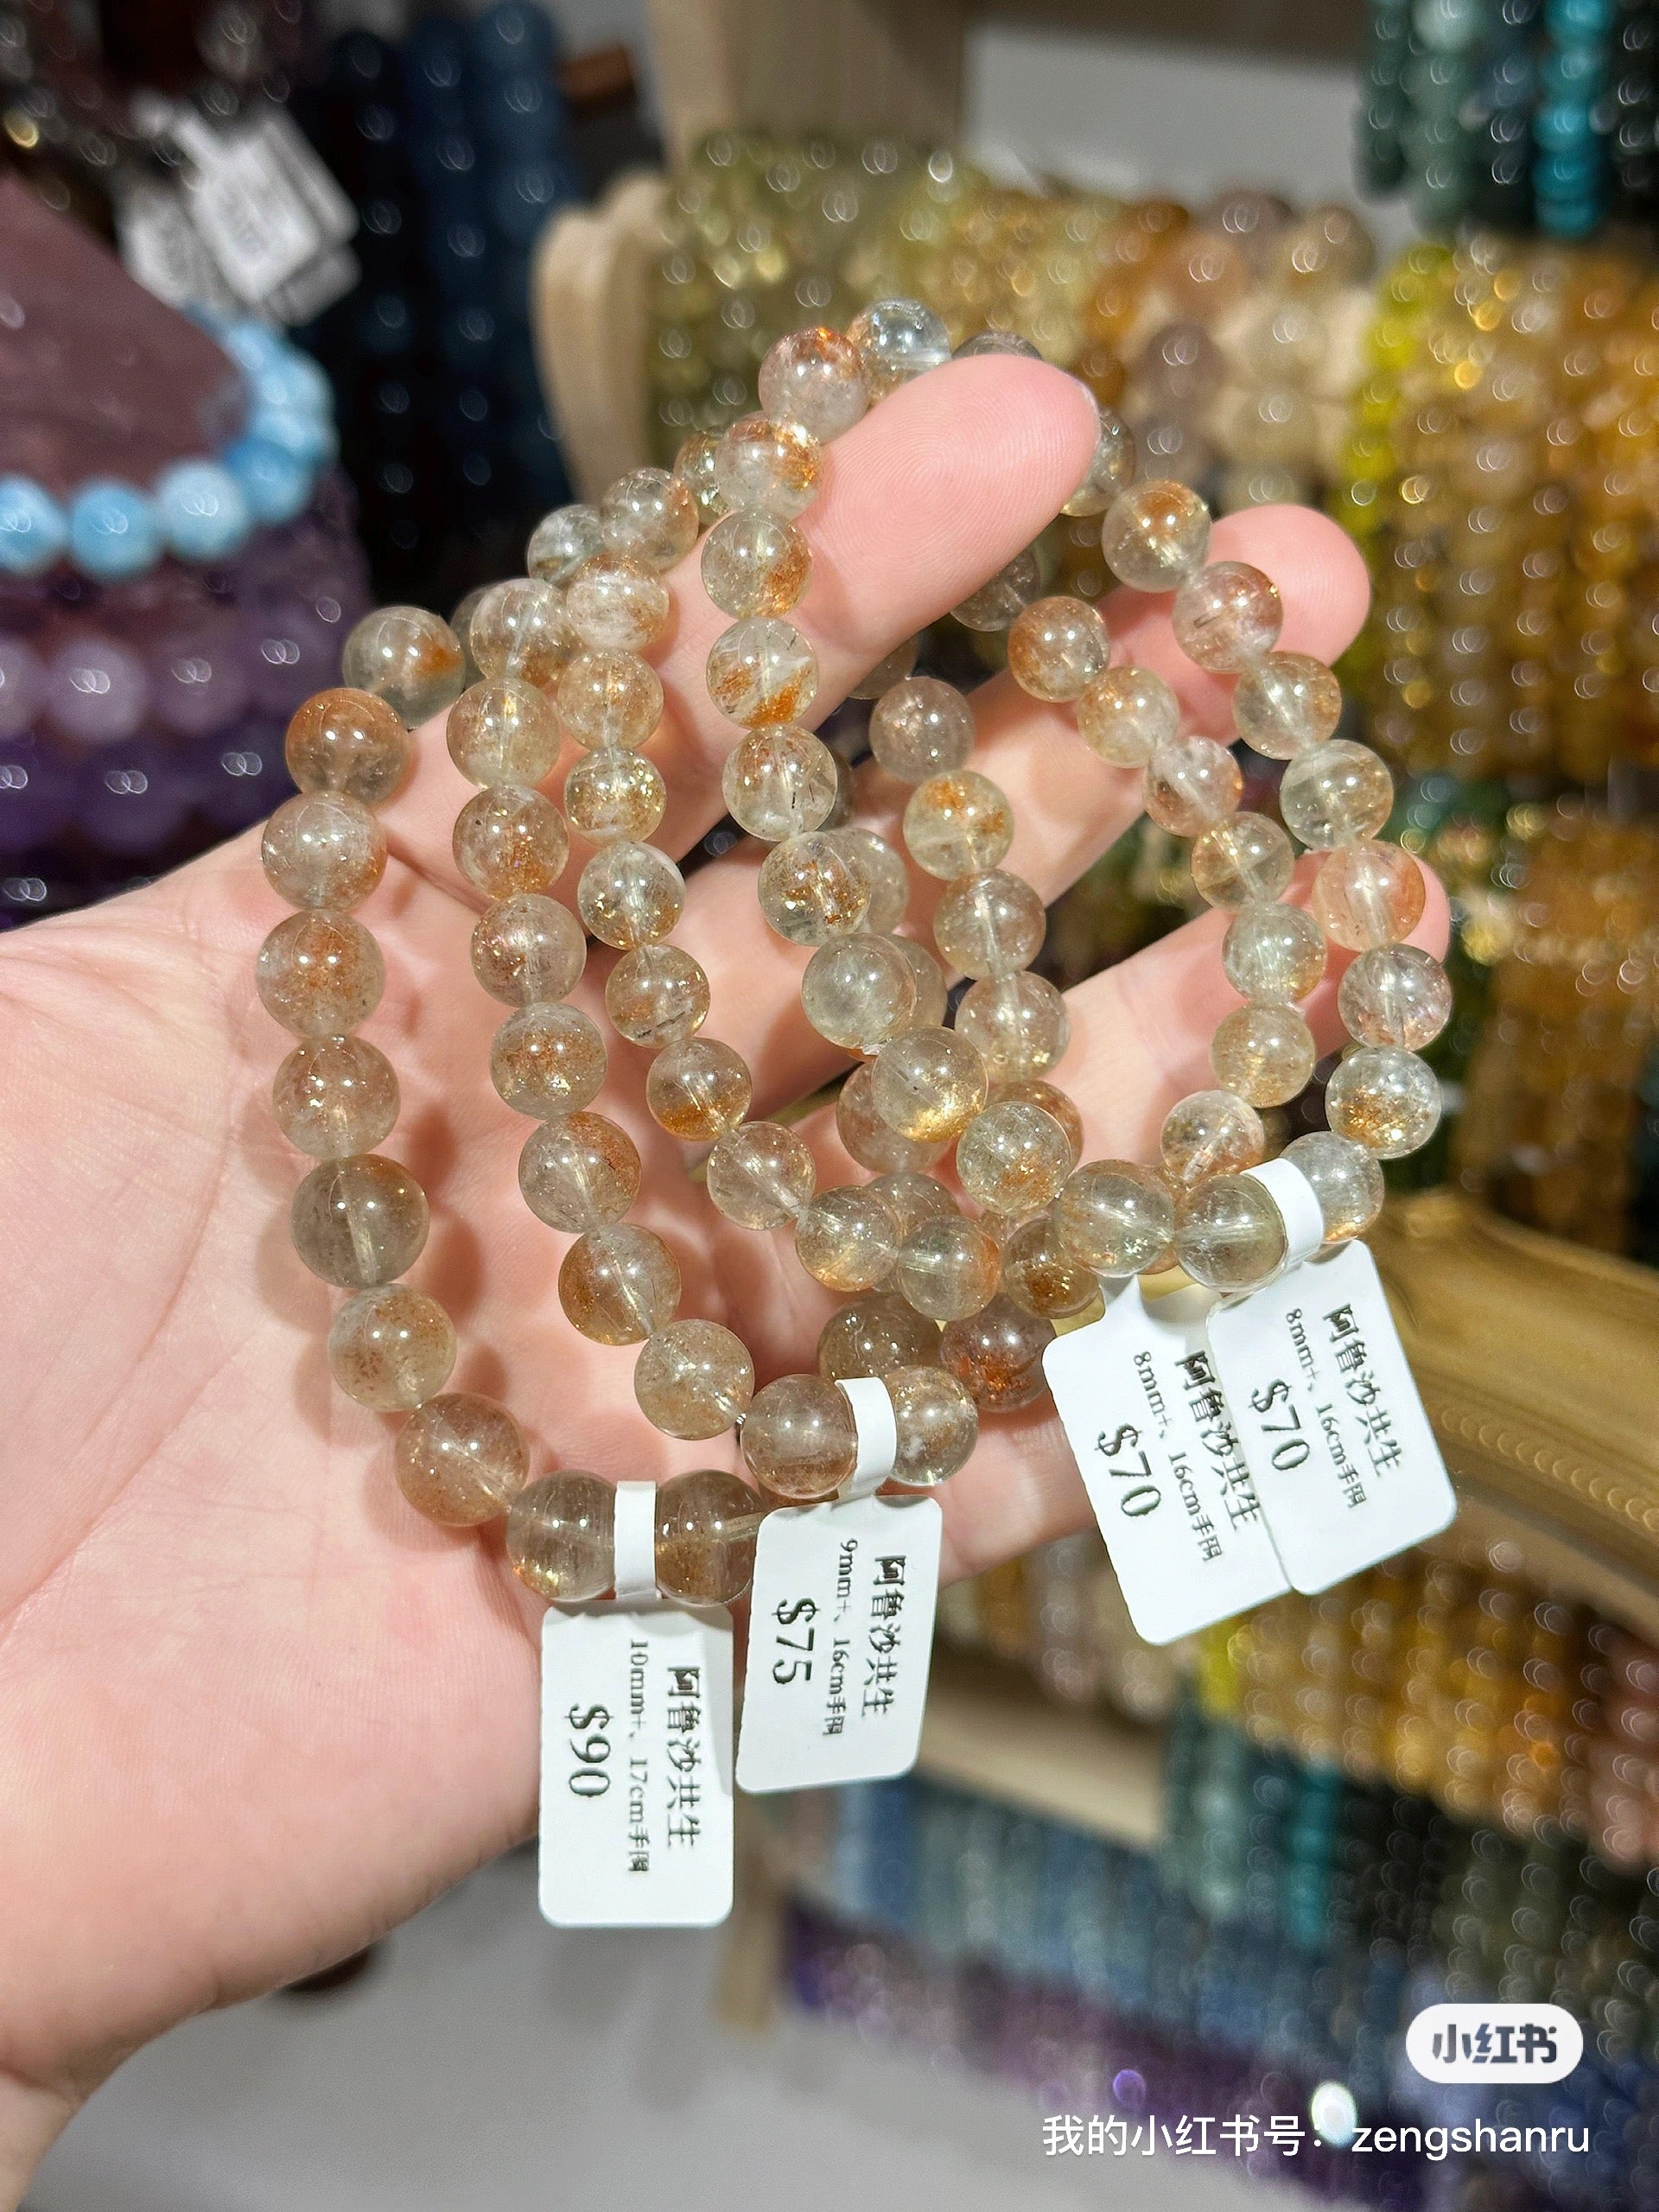 阿鲁沙共生
10mm+、17cm手围
$90
阿鲁沙共生
9mm+、16cm手围
$75
阿鲁沙共生
8mm+、16cm手围
$70
阿鲁沙共生
8mm+、16cm手围
$70
小红书
我的小红书号：zengshanru